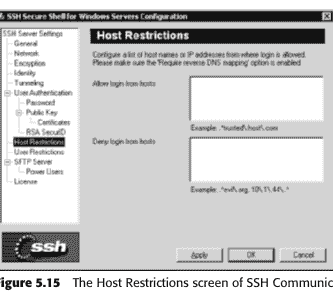 SSH Secure Shell for Windows Servers Configuration
SSH Server Settings
General
Network
Encryption
Identity
Tunneling
User Authentication
Password
Public Key
Certificates
RSA SecurID
Host Restrictions
User Restrictions
SFTP Server
Power Users
License
Host Restrictions
Configure a list of host names or IP addresses from where login is allowed.
Please make sure the 'Require reverse DNS mapping' option is enabled
Allow login from hosts
Example: .*trusted\.host\.com
Deny login from hosts
Example: .*evil\.org, 10\.1\.44\..*
ssh
Apply
OK
Cancel
igure 5.15 The Host Restrictions screen of SSH Communic